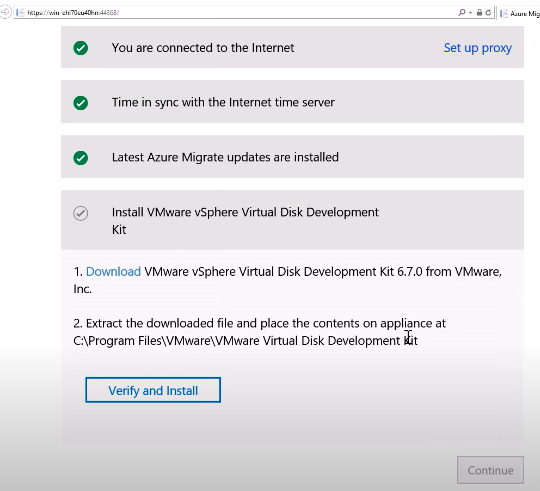 https://win-ehl70eu40hn:44368/
Azure Mig
You are connected to the Internet
Set up proxy
Time in sync with the Internet time server
Latest Azure Migrate updates are installed
Install VMware vSphere Virtual Disk Development
Kit
1. Download VMware vSphere Virtual Disk Development Kit 6.7.0 from VMware,
Inc.
2. Extract the downloaded file and place the contents on appliance at
C:\Program Files\VMware\VMware Virtual Disk Development Kit
Verify and Install
Continue